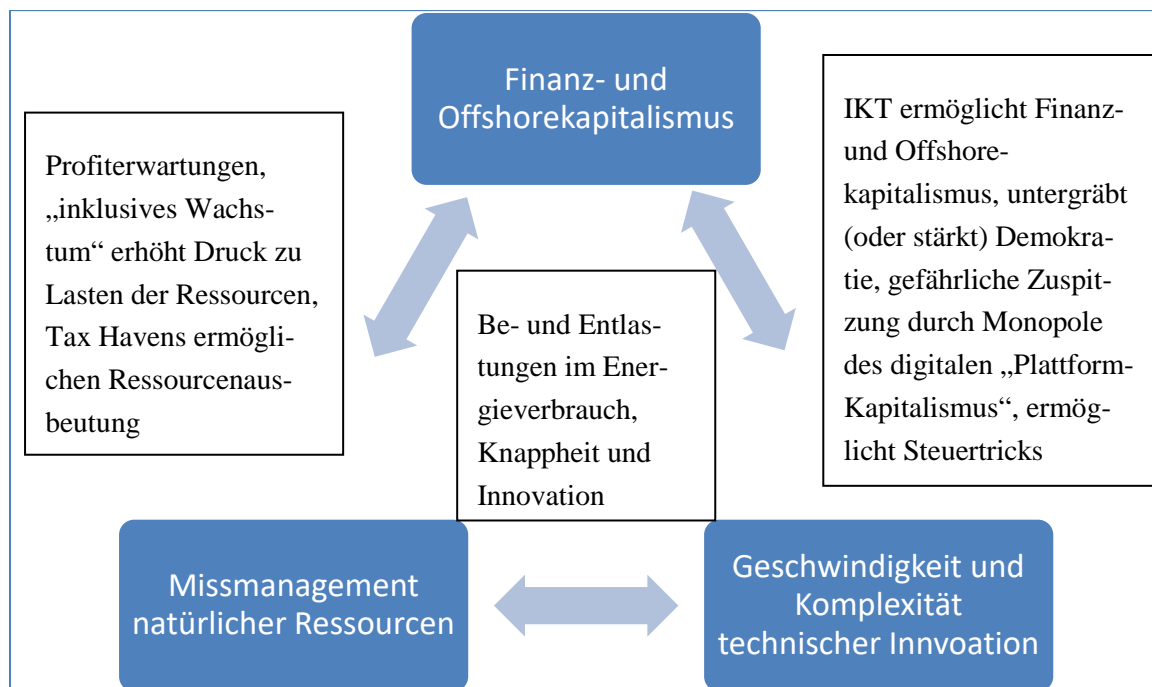 Finanz- und
Offshorekapitalismus
Profiterwartungen,
„inklusives Wachs-
tum“ erhöht Druck zu
Lasten der Ressourcen,
Tax Havens ermögli-
chen Ressourcenaus-
beutung
IKT ermöglicht Finanz-
und Offshore-
kapitalismus, untergräbt
(oder stärkt) Demokra-
tie, gefährliche Zuspit-
zung durch Monopole
des digitalen „Plattform-
Kapitalismus“, ermög-
licht Steuertricks
Be- und Entlas-
tungen im Ener-
gieverbrauch,
Knappheit und
Innovation
Missmanagement
natürlicher Ressourcen
Geschwindigkeit und
Komplexität
technischer Innvoation